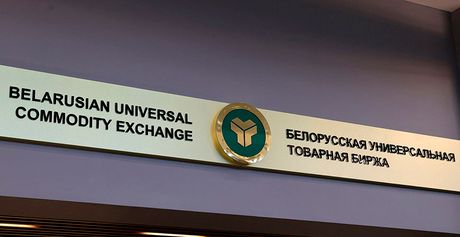 BELARUSIAN UNIVERSAL
COMMODITY EXCHANGE
БЕЛОРУССКАЯ УНИВЕРСАЛЬНАЯ
ТОВАРНАЯ БИРЖА